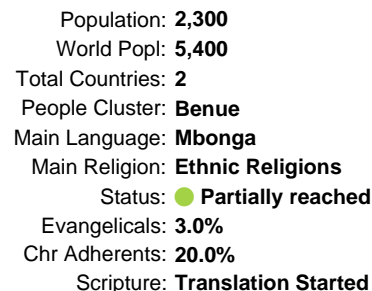 Population: 2,300
World Popl: 5,400
Total Countries: 2
People Cluster: Benue
Main Language: Mbonga
Main Religion: Ethnic Religions
Status: Partially reached
Evangelicals: 3.0%
Chr Adherents: 20.0%
Scripture: Translation Started